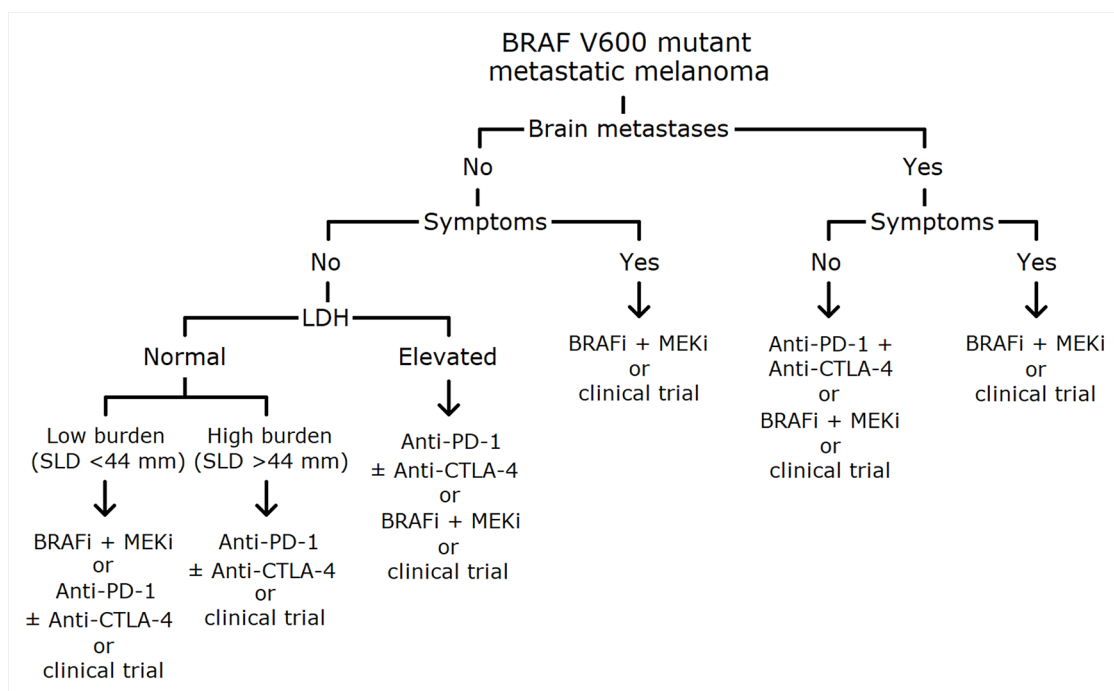 BRAF V600 mutant
metastatic melanoma
Brain metastases
No
Yes
Symptoms
Symptoms
No
Yes
No
Yes
LDH
BRAFi + MEKi
or
clinical trial
Anti-PD-1 +
Anti-CTLA-4
or
BRAFi + MEKi
or
clinical trial
BRAFi + MEKi
or
clinical trial
Normal
Elevated
Low burden
(SLD <44 mm)
High burden
(SLD >44 mm)
Anti-PD-1
± Anti-CTLA-4
or
BRAFi + MEKi
or
clinical trial
BRAFi + MEKi
or
Anti-PD-1
± Anti-CTLA-4
or
clinical trial
Anti-PD-1
± Anti-CTLA-4
or
clinical trial